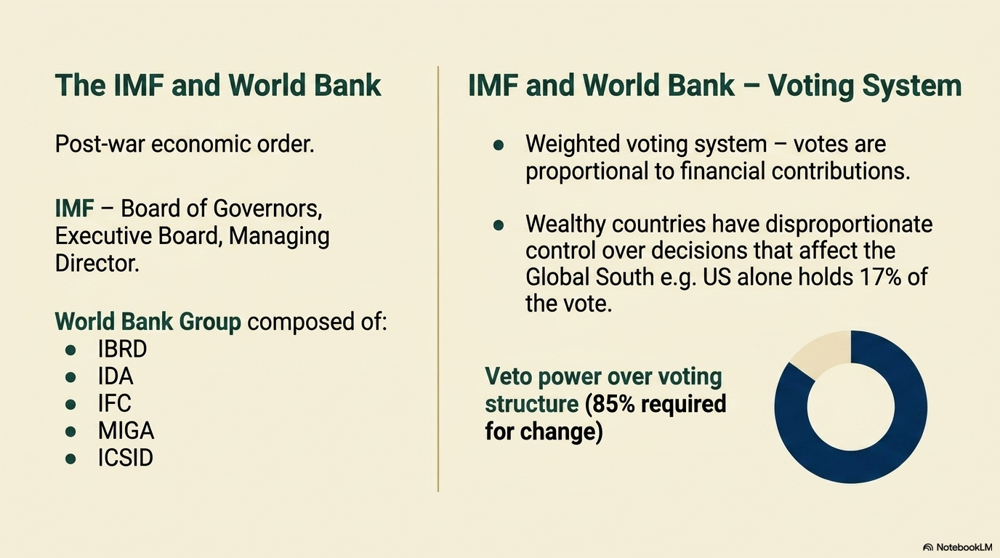 The IMF and World Bank
Post-war economic order.
IMF – Board of Governors,
Executive Board, Managing
Director.
World Bank Group composed of:
● IBRD
● IDA
● IFC
● MIGA
● ICSID
IMF and World Bank – Voting System
● Weighted voting system – votes are
proportional to financial contributions.
● Wealthy countries have disproportionate
control over decisions that affect the
Global South e.g. US alone holds 17% of
the vote.
Veto power over voting
structure (85% required
for change)
NotebookLM